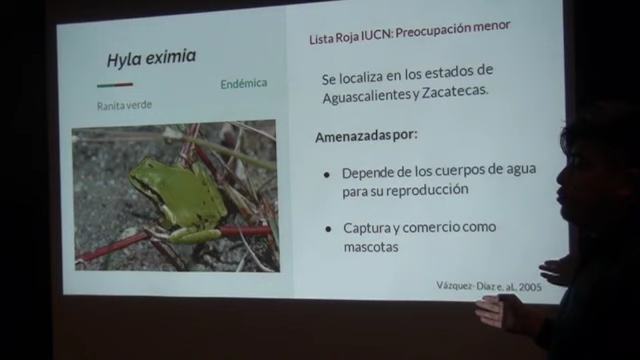 Hyla eximia
Endémica
Ranita verde
Lista Roja IUCN: Preocupación menor
Se localiza en los estados de
Aguascalientes y Zacatecas.
Amenazadas por:
Depende de los cuerpos de agua
para su reproducción
Captura y comercio como
mascotas
Vázquez- Díaz e. al., 2005